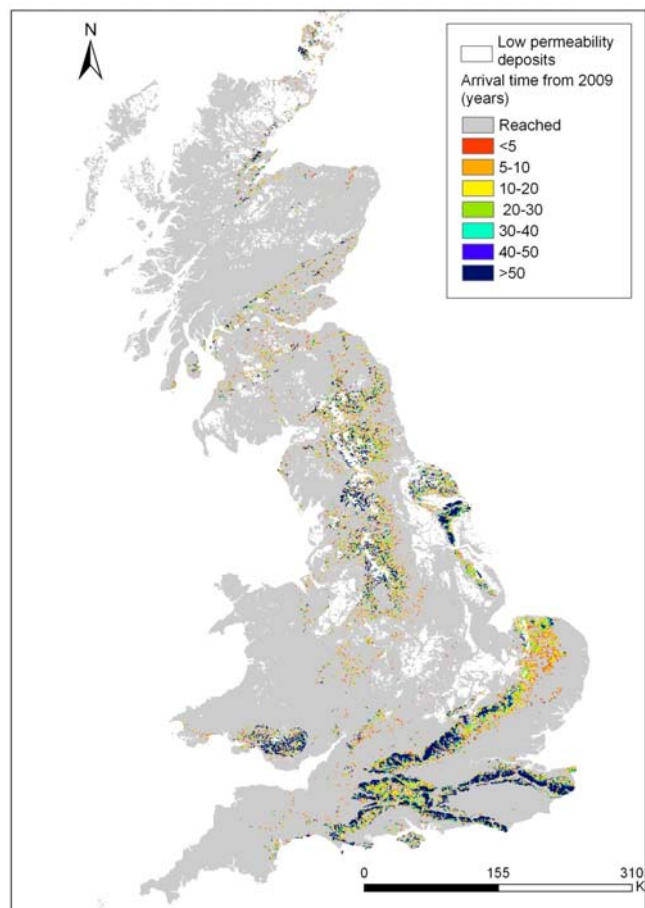 N
Low permeability
deposits
Arrival time from 2009
(years)
Reached
<5
5-10
10-20
20-30
30-40
40-50
>50
0 155 310
K